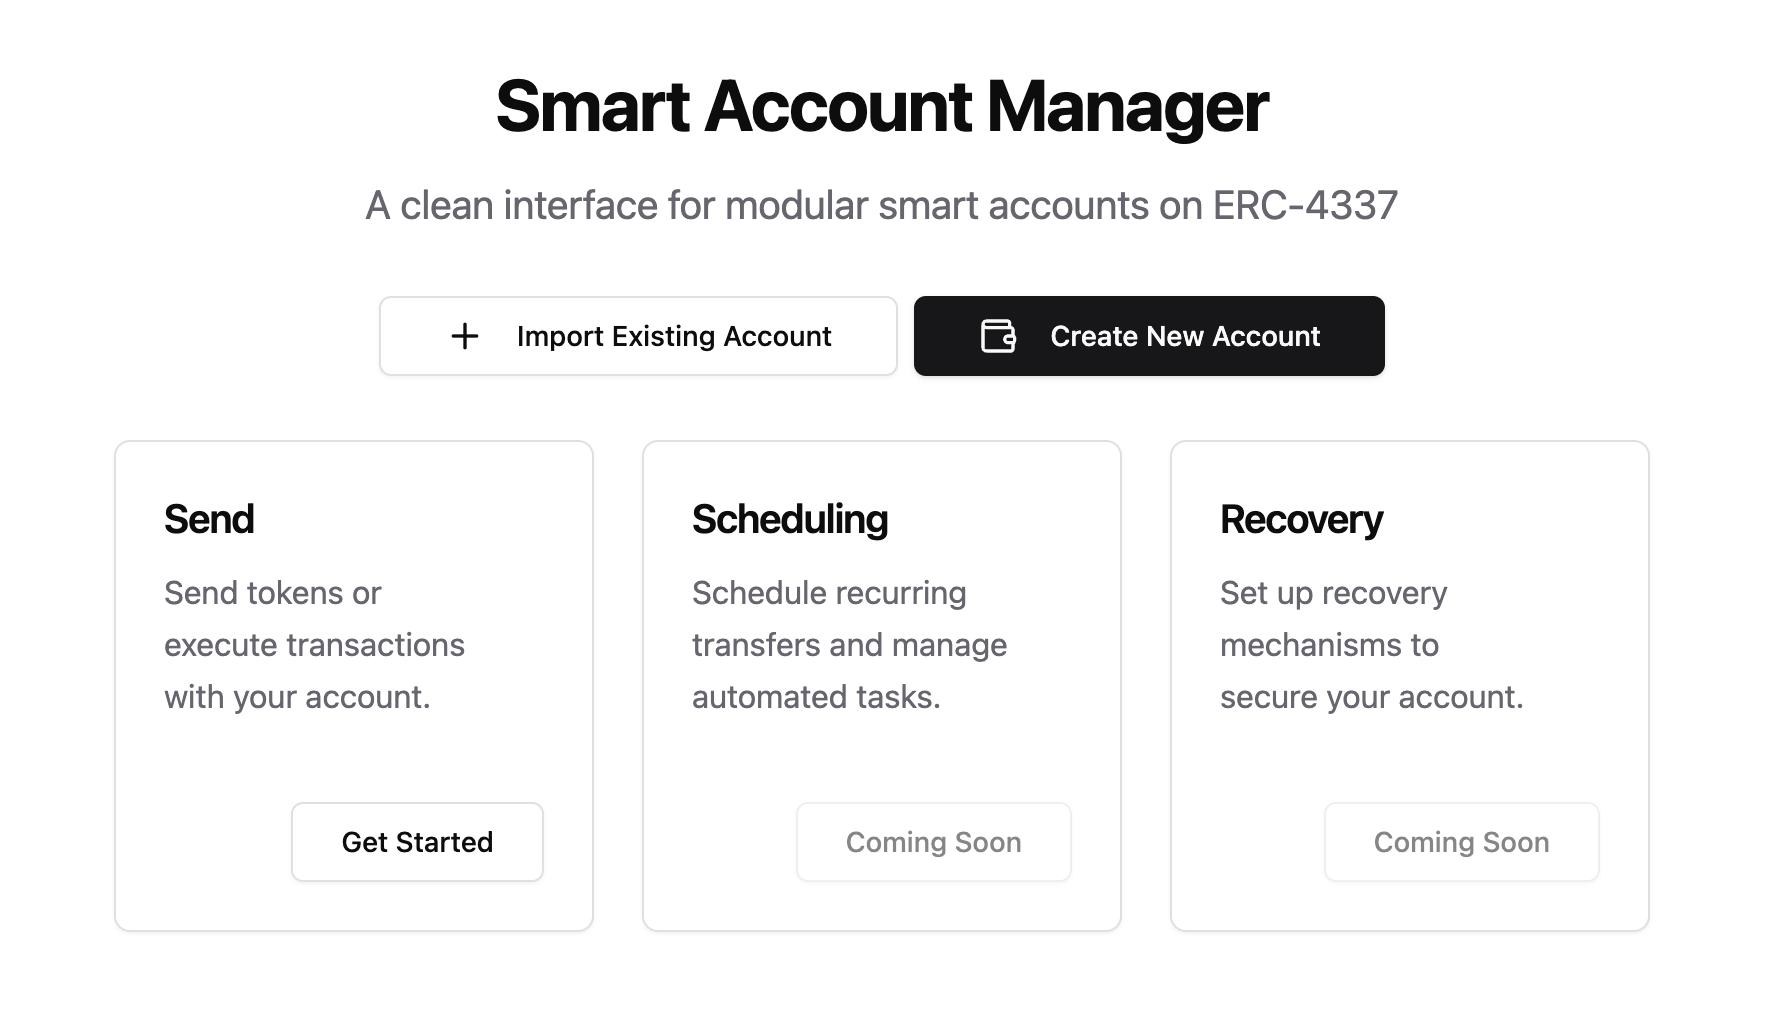 Smart Account Manager
A clean interface for modular smart accounts on ERC-4337
Import Existing Account
Create New Account
Send
Send tokens or
execute transactions
with your account.
Get Started
Scheduling
Schedule recurring
transfers and manage
automated tasks.
Coming Soon
Recovery
Set up recovery
mechanisms to
secure your account.
Coming Soon